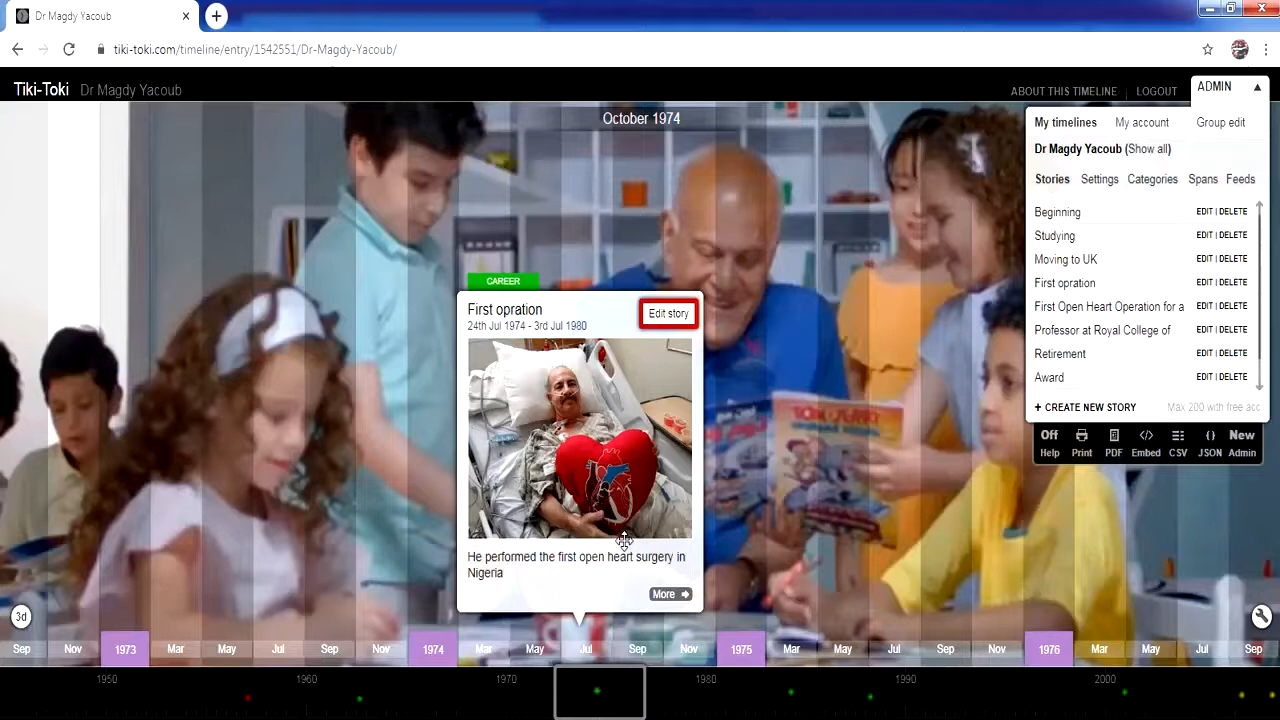 Dr Magdy Yacoub
tiki-toki.com/timeline/entry/1542551/Dr-Magdy-Yacoub/
Tiki-Toki Dr Magdy Yacoub
ABOUT THIS TIMELINE LOGOUT ADMIN
October 1974
My timelines My account Group edit
Dr Magdy Yacoub (Show all)
Stories Settings Categories Spans Feeds
Beginning EDIT | DELETE
Studying EDIT | DELETE
Moving to UK EDIT | DELETE
First opration EDIT | DELETE
First Open Heart Operation for a EDIT | DELETE
Professor at Royal College of EDIT | DELETE
Retirement EDIT | DELETE
Award EDIT | DELETE
+ CREATE NEW STORY Max 200 with free acc
Off New
Help Print PDF Embed CSV JSON Admin
CAREER
First opration
Edit story
24th Jul 1974 - 3rd Jul 1980
TOM and JERRY
He performed the first open heart surgery in
Nigeria
More
3d
Sep Nov 1973 Mar May Jul Sep Nov 1974 Mar May Jul Sep Nov 1975 Mar May Jul Sep Nov 1976 Mar May Jul Sep
1950 1960 1970 1980 1990 2000